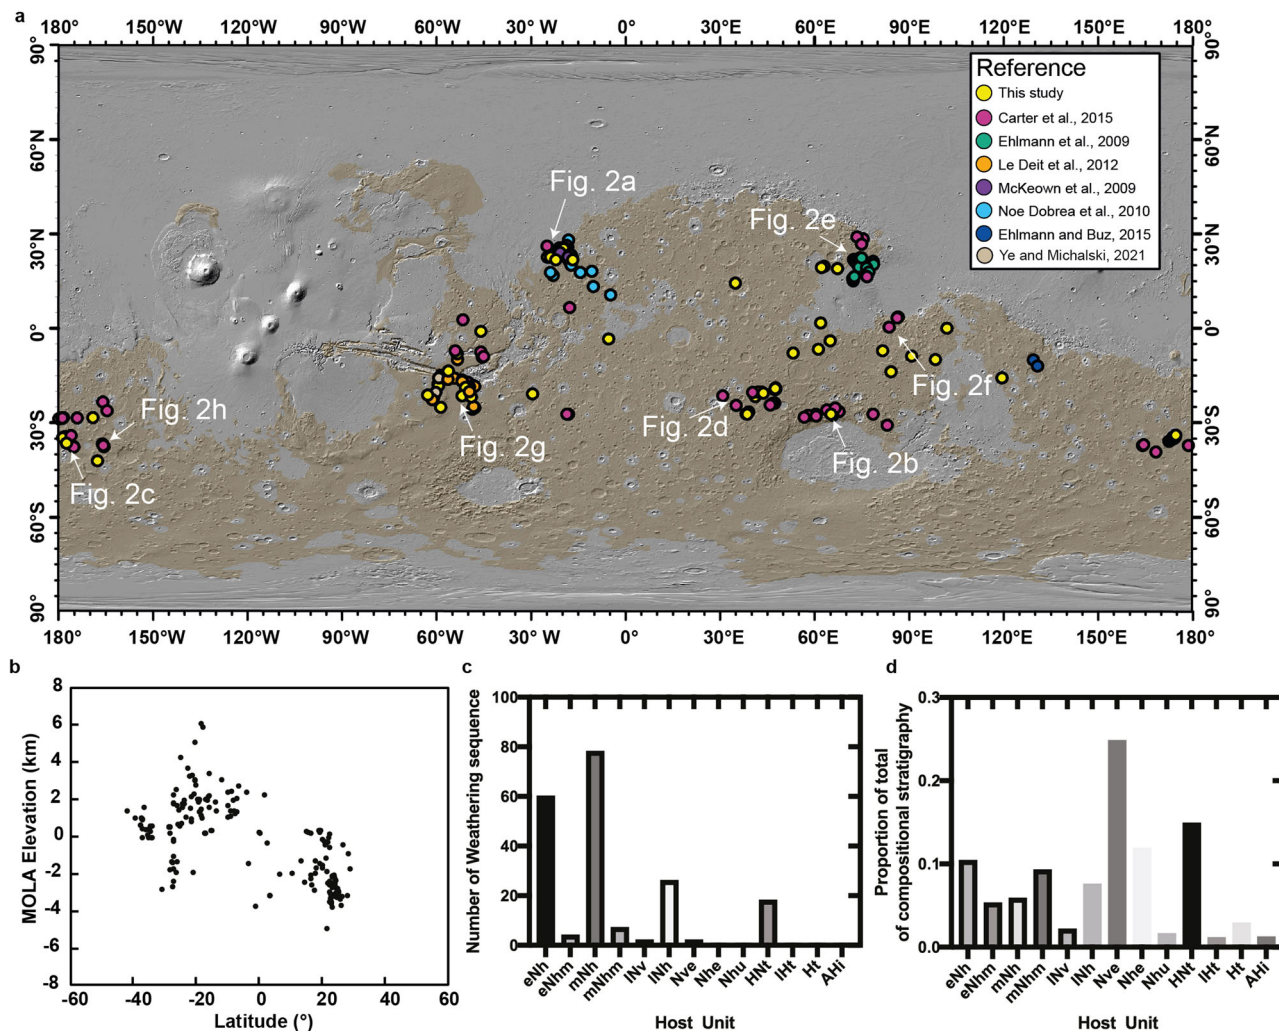 a
180° 150°W 120°W 90°W 60°W 30° W 0° 30°E 60°E 90°E 120°E 150°E 180°
90° 60°N 30°N 0° 30°S 60°S 90°
Reference
This study
Carter et al., 2015
Ehlmann et al., 2009
Le Deit et al., 2012
McKeown et al., 2009
Noe Dobrea et al., 2010
Ehlmann and Buz, 2015
Ye and Michalski, 2021
90° 60°N 30°N 0° 30°S 60°S 90°
Fig. 2a
Fig. 2e
Fig. 2f
Fig. 2h
Fig. 2d
Fig. 2g
Fig. 2b
Fig. 2c
180° 150°W 120°W 90°W 60°W 30° W 0° 30°E 60°E 90°E 120°E 150°E 180°
b
MOLA Elevation (km)
8
6
4
2
0
-2
-4
-6
-8
-60 -40 -20 0 20 40 60
Latitude (°)
c
Number of Weathering sequence
100
80
60
40
20
0
eNh eNhm mNh mNhm lNv lNh Nve Nhe Nhu HNt lHt Ht AHi
Host Unit
d
Proportion of total
of compositional stratigraphy
0.3
0.2
0.1
0.0
eNh eNhm mNh mNhm lNv lNh Nve Nhe Nhu HNt lHt Ht AHi
Host Unit